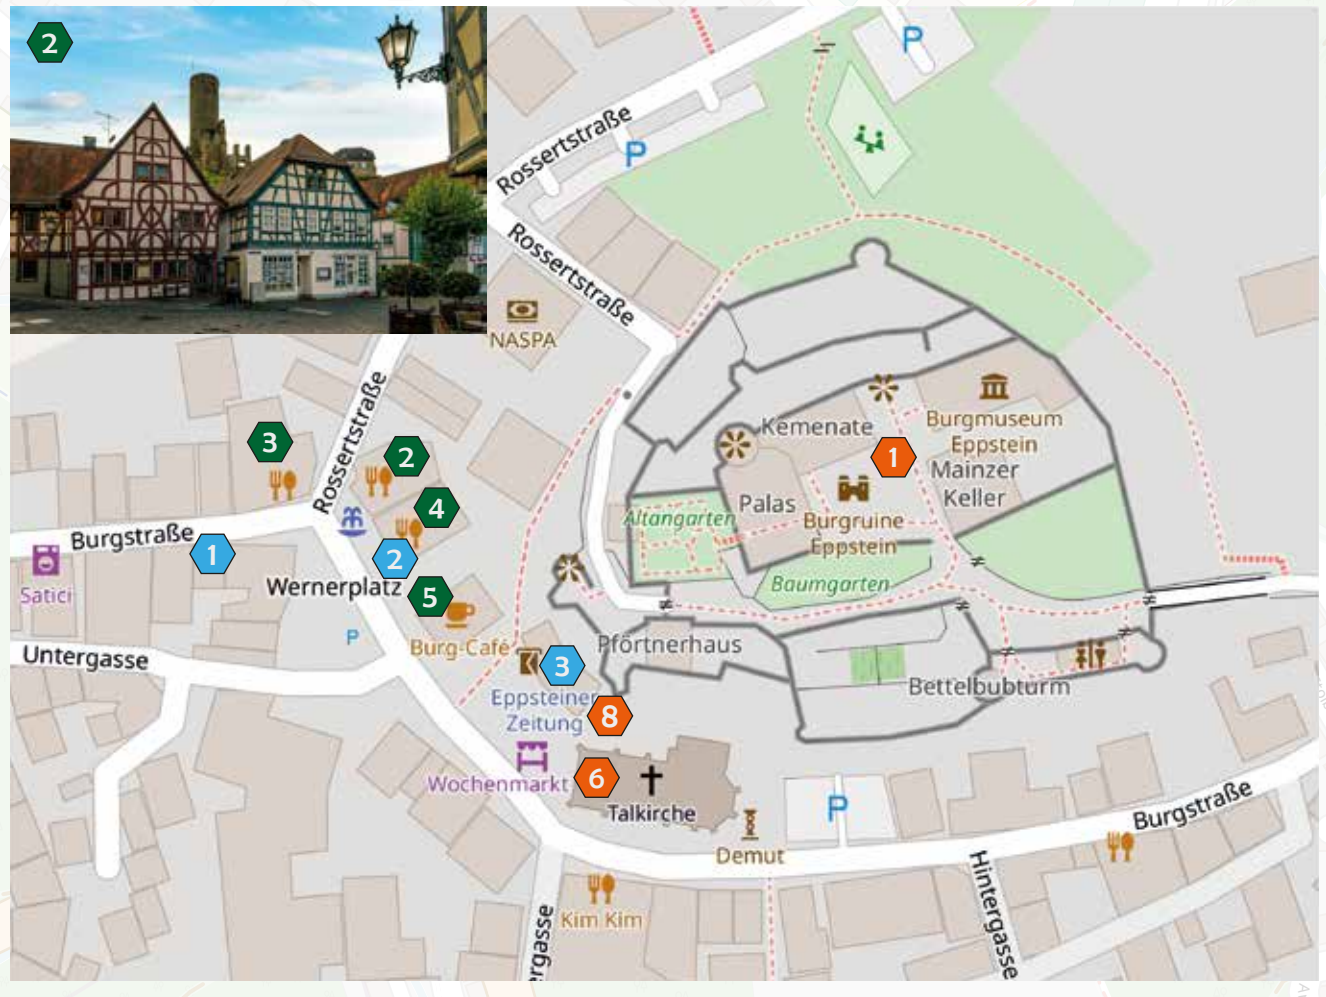 2
P
Rossertstraße
P
Rossertstraße
NASPA
Rossertstraße
3
2
4
Burgstraße
1
2
Wernerplatz
5
Satici
P
Burg-Café
Untergasse
3
Eppsteiner
Zeitung
8
Wochenmarkt
6
Talkirche
Demut
P
Kim Kim
ergasse
Hintergasse
Burgstraße
Kemenate
Burgmuseum
Eppstein
1
Mainzer
Keller
Palas
Burgruine
Eppstein
Altangarten
Baumgarten
Pförtnerhaus
Bettelbubturm